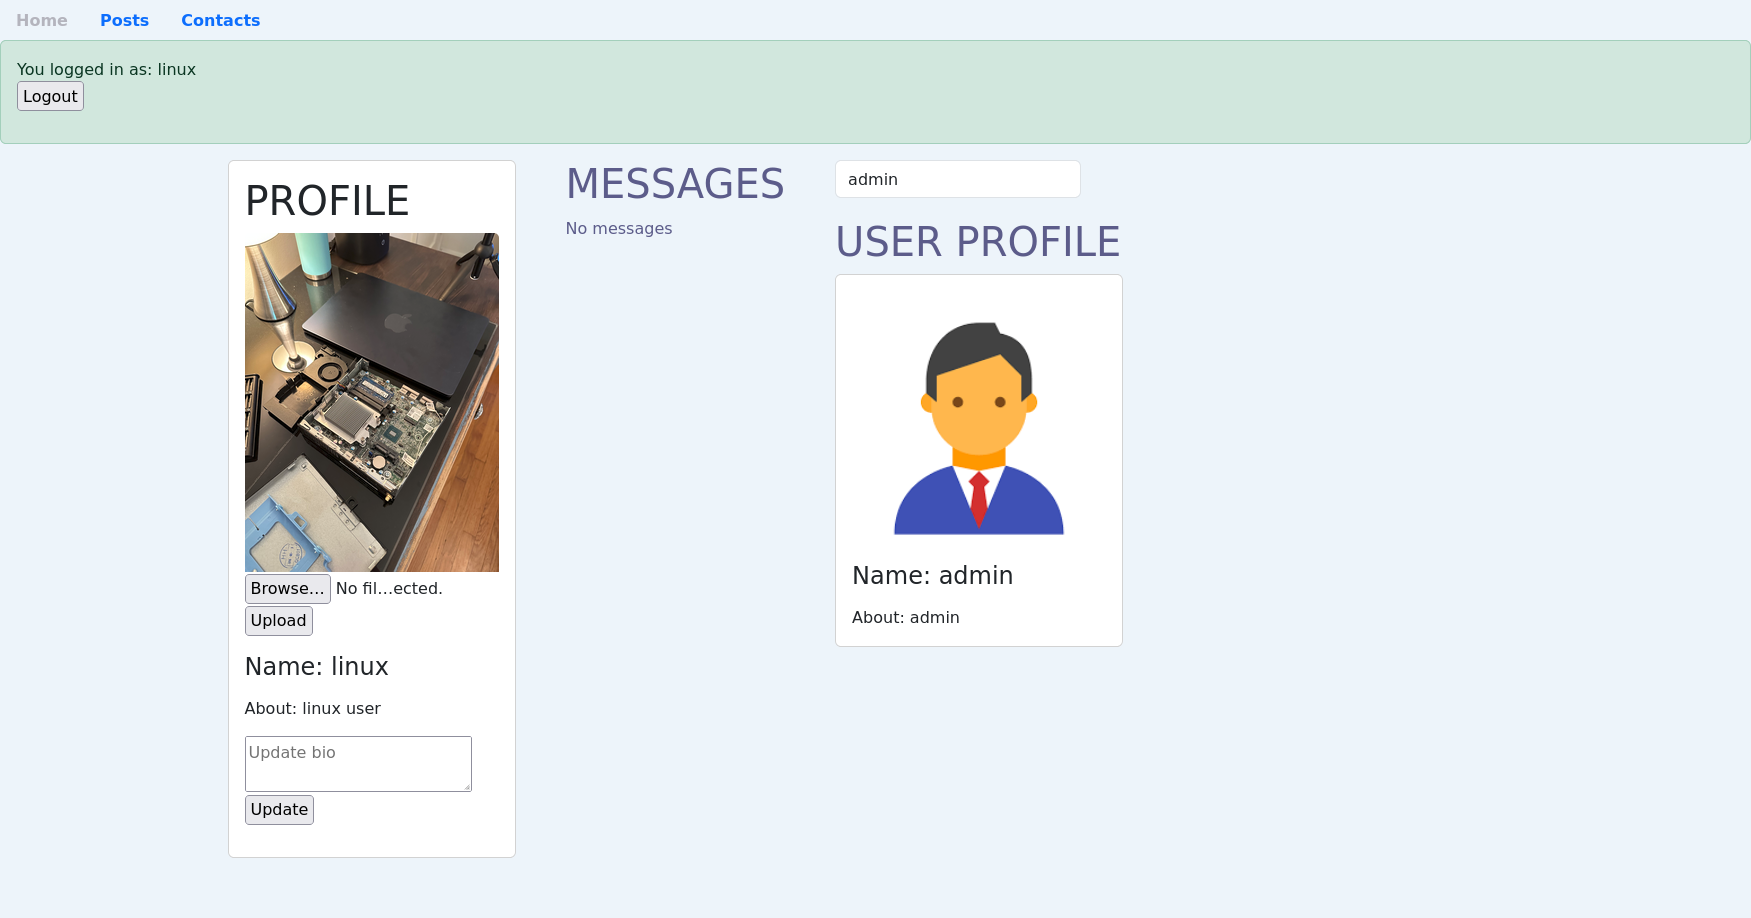 Home Posts Contacts
You logged in as: linux
Logout
PROFILE
Browse... No fil...ected.
Upload
Name: linux
About: linux user
Update bio
Update
MESSAGES
No messages
admin
USER PROFILE
Name: admin
About: admin